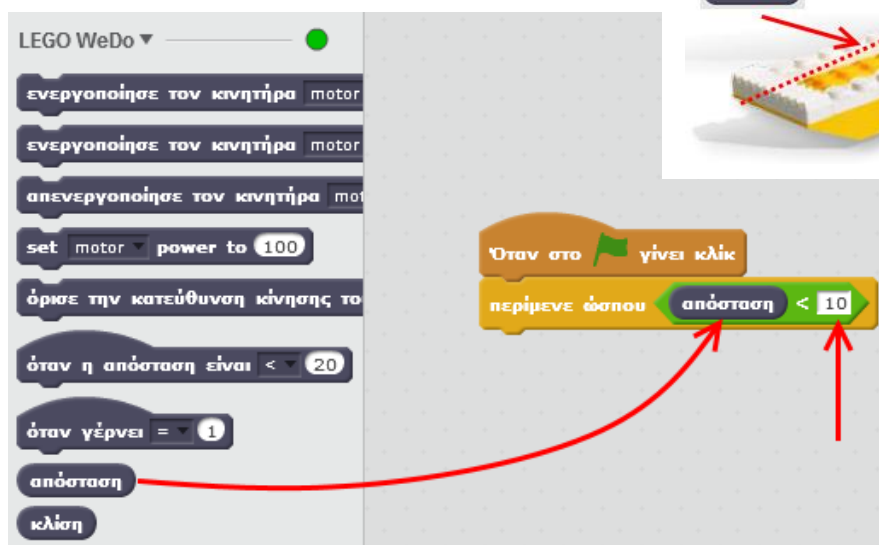 LEGO WeDo
ενεργοποίησε τον κινητήρα motor
ενεργοποίησε τον κινητήρα motor
απενεργοποίησε τον κινητήρα mot
set motor power to 100
όρισε την κατεύθυνση κίνησης το
όταν η απόσταση είναι < 20
όταν γέρνει = 1
απόσταση
κλίση
Όταν στο γίνει κλίκ
περίμενε ώσπου απόσταση < 10